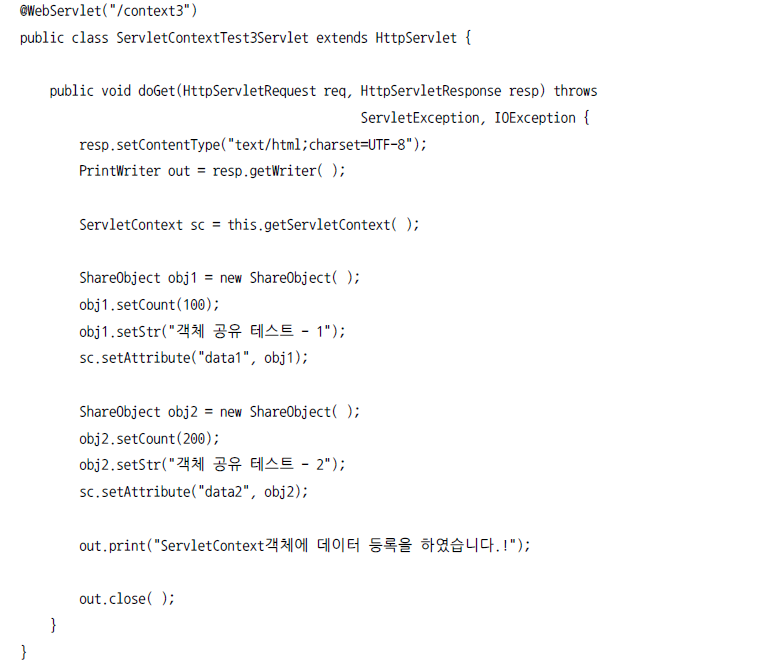 @WebServlet("/context3")
public class ServletContextTest3Servlet extends HttpServlet {
public void doGet(HttpServletRequest req, HttpServletResponse resp) throws
ServletException, IOException {
resp.setContentType("text/html;charset=UTF-8");
PrintWriter out = resp.getWriter( );
ServletContext sc = this.getServletContext( );
ShareObject obj1 = new ShareObject( );
obj1.setCount(100);
obj1.setStr("객체 공유 테스트 - 1");
sc.setAttribute("data1", obj1);
ShareObject obj2 = new ShareObject( );
obj2.setCount(200);
obj2.setStr("객체 공유 테스트 - 2");
sc.setAttribute("data2", obj2);
out.print("ServletContext객체에 데이터 등록을 하였습니다.!");
out.close( );
}
}